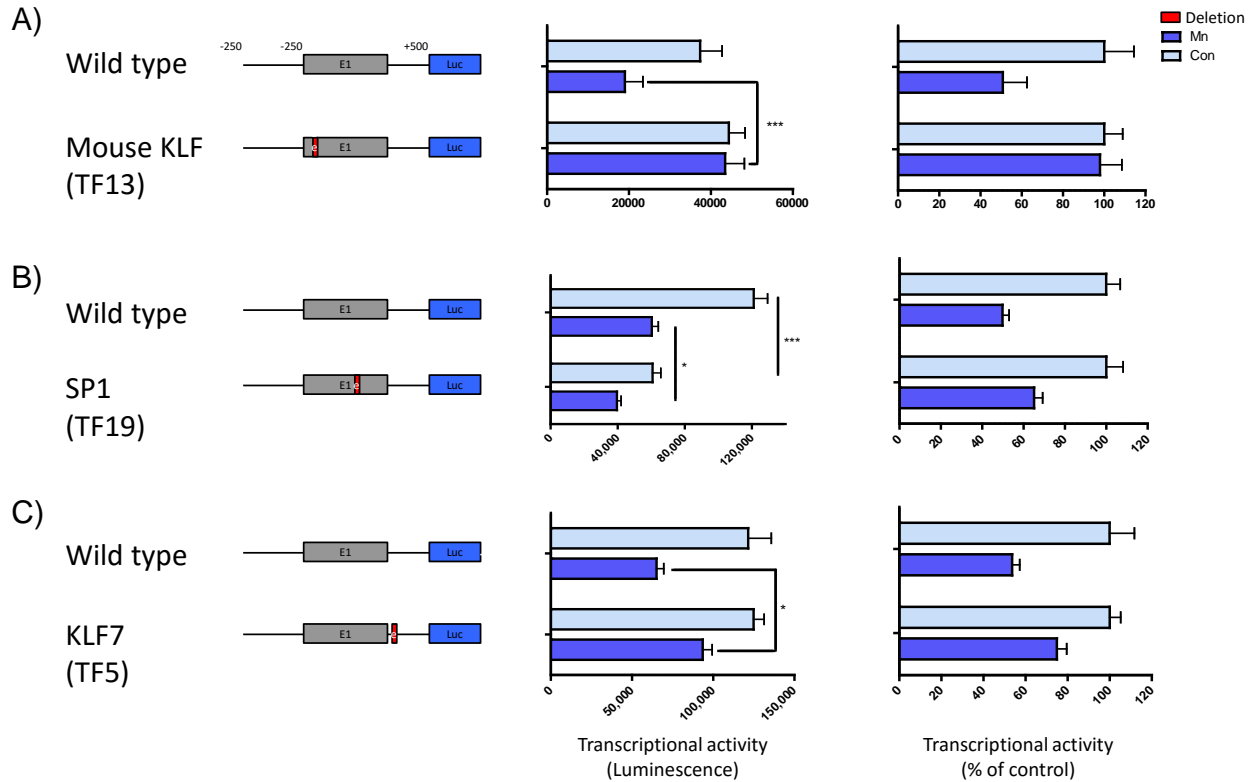 A)
Deletion
Mn
Con
-250 -250 +500
Wild type E1 Luc
Mouse KLF
(TF13)
e E1 Luc
***
0 20000 40000 60000
0 20 40 60 80 100 120
B)
Wild type E1 Luc
SP1
(TF19)
E1 e Luc
*
***
0 40,000 80,000 120,000
0 20 40 60 80 100 120
C)
Wild type E1 Luc
KLF7
(TF5)
E1 e Luc
*
0 50,000 100,000 150,000
0 20 40 60 80 100 120
Transcriptional activity
(Luminescence)
Transcriptional activity
(% of control)